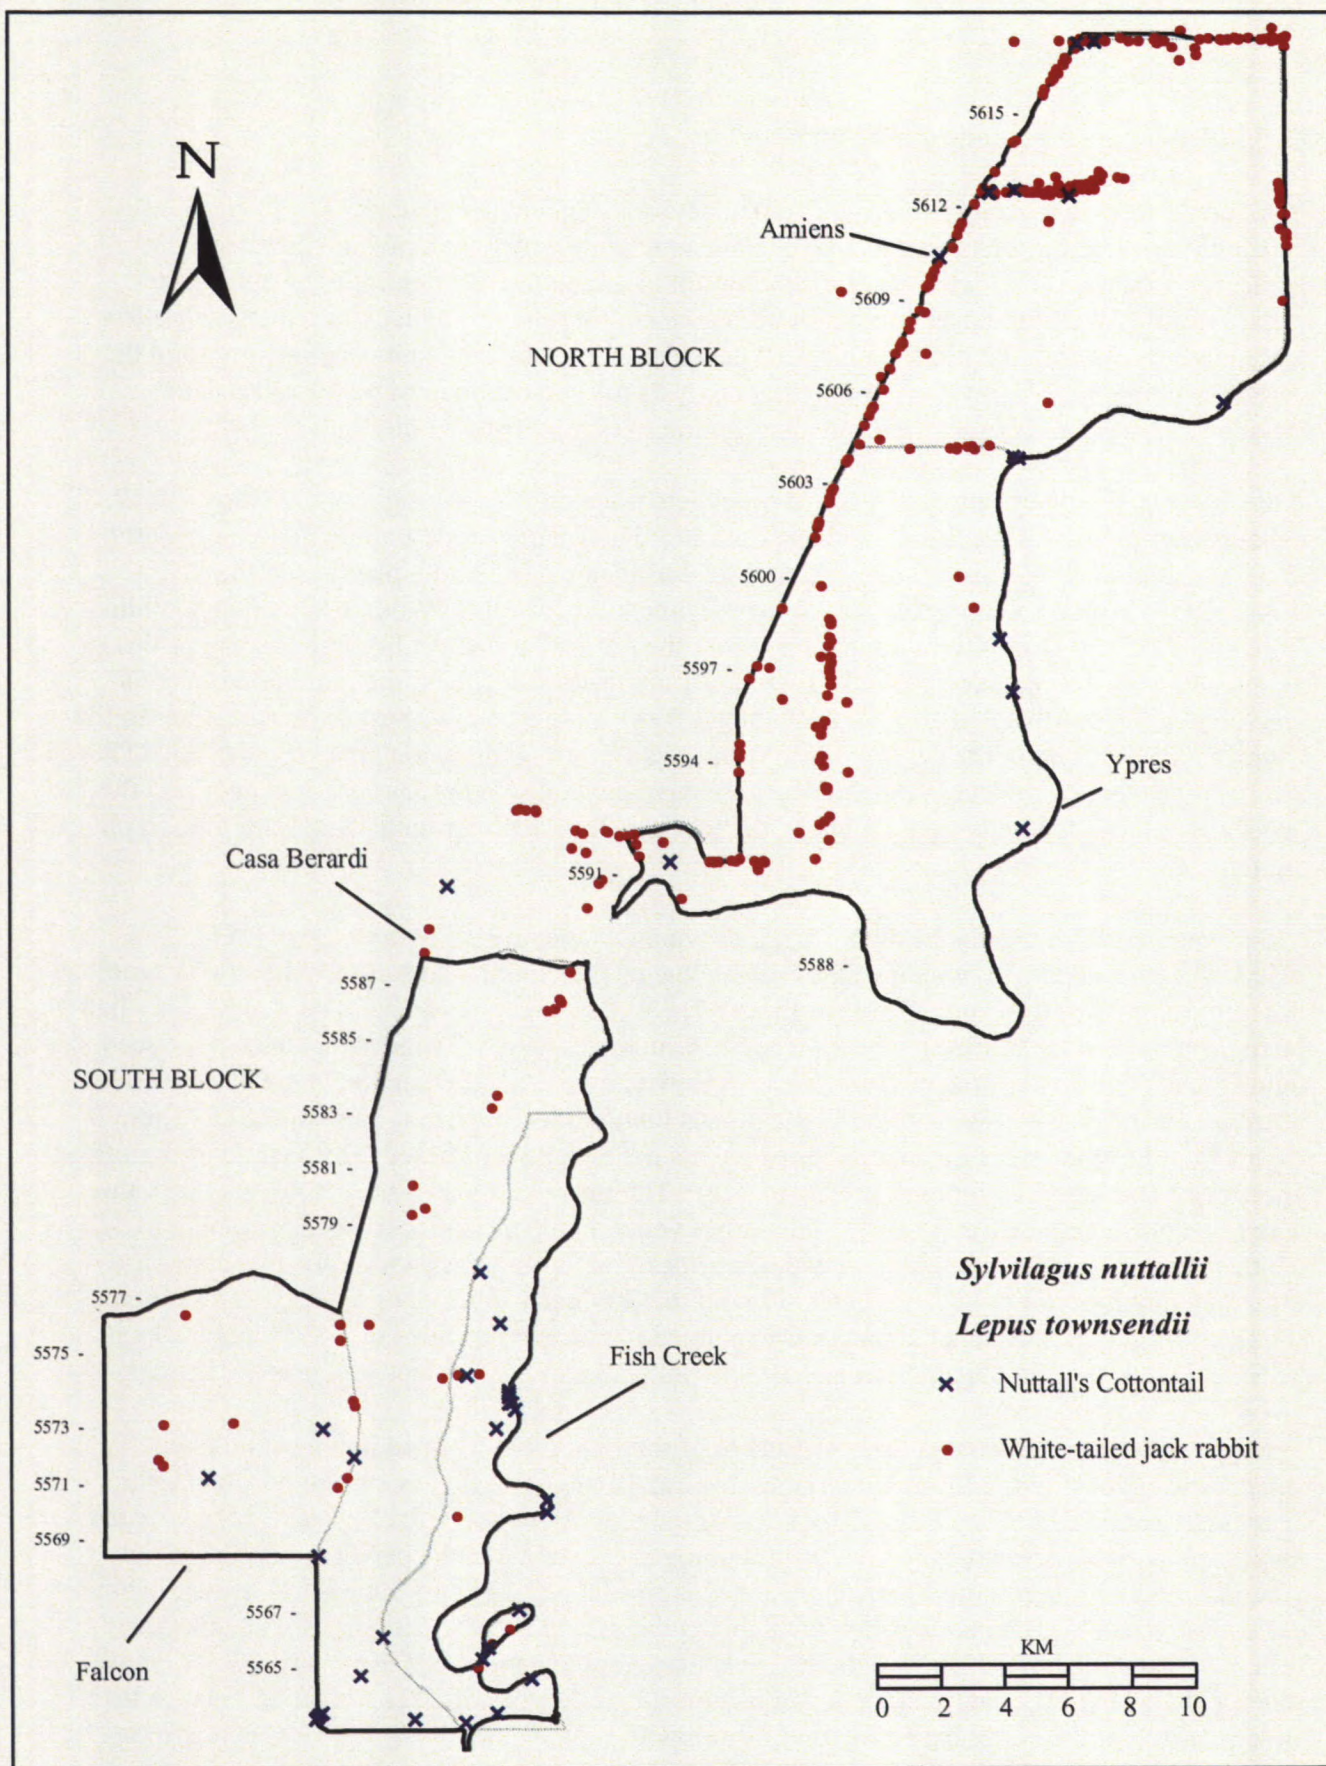 N
5615 -
5612 -
Amiens
5609 -
NORTH BLOCK
5606 -
5603 -
5600 -
5597 -
5594 -
Ypres
Casa Berardi
5591 -
5588 -
5587 -
5585 -
SOUTH BLOCK
5583 -
5581 -
5579 -
Sylvilagus nuttallii
5577 -
Lepus townsendii
5575 -
Fish Creek
Nuttall's Cottontail
5573 -
White-tailed jack rabbit
5571 -
5569 -
5567 -
KM
5565 -
Falcon
0 2 4 6 8 10